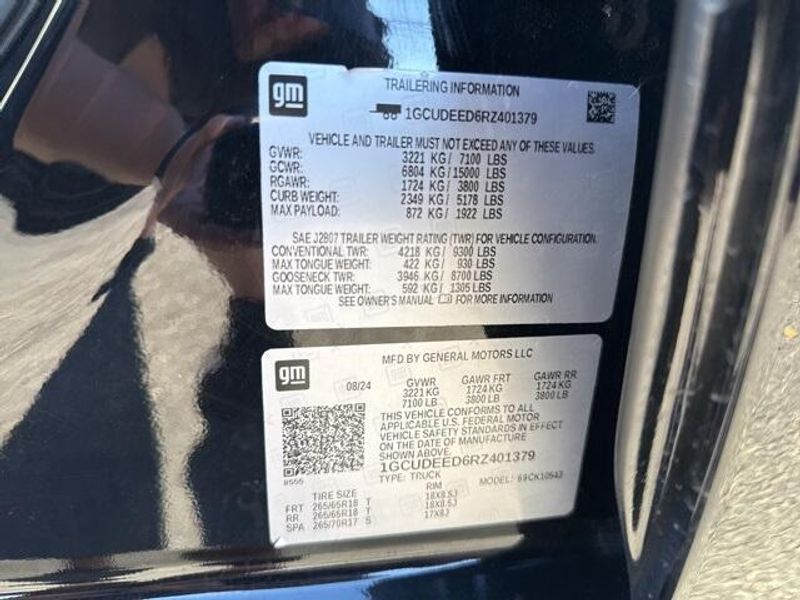 gm
TRAILERING INFORMATION
1GCUDEED6RZ401379
VEHICLE AND TRAILER MUST NOT EXCEED ANY OF THESE VALUES.
GVWR: 3221 KG/ 7100 LBS
GCWR: 6804 KG/ 15000 LBS
RGAWR: 1724 KG/ 3800 LBS
CURB WEIGHT: 2349 KG/ 5178 LBS
MAX PAYLOAD: 872 KG/ 1922 LBS
SAE J2807 TRAILER WEIGHT RATING (TWR) FOR VEHICLE CONFIGURATION.
CONVENTIONAL TWR: 4218 KG/ 9300 LBS
MAX TONGUE WEIGHT: 422 KG/ 930 LBS
GOOSENECK TWR: 3946 KG/ 8700 LBS
MAX TONGUE WEIGHT: 592 KG/ 1305 LBS
SEE OWNER'S MANUAL FOR MORE INFORMATION
gm
MFD BY GENERAL MOTORS LLC
08/24 GVWR GAWR FRT GAWR RR
3221 KG 1724 KG 1724 KG
7100 LB 3800 LB 3800 LB
THIS VEHICLE CONFORMS TO ALL
APPLICABLE U.S. FEDERAL MOTOR
VEHICLE SAFETY STANDARDS IN EFFECT
ON THE DATE OF MANUFACTURE
SHOWN ABOVE.
1GCUDEED6RZ401379
TYPE: TRUCK MODEL: 69CK10543
TIRE SIZE RIM
FRT 265/65R18 T 18X8.5J
RR 265/65R18 T 18X8.5J
SPA 265/70R17 S 17X8J